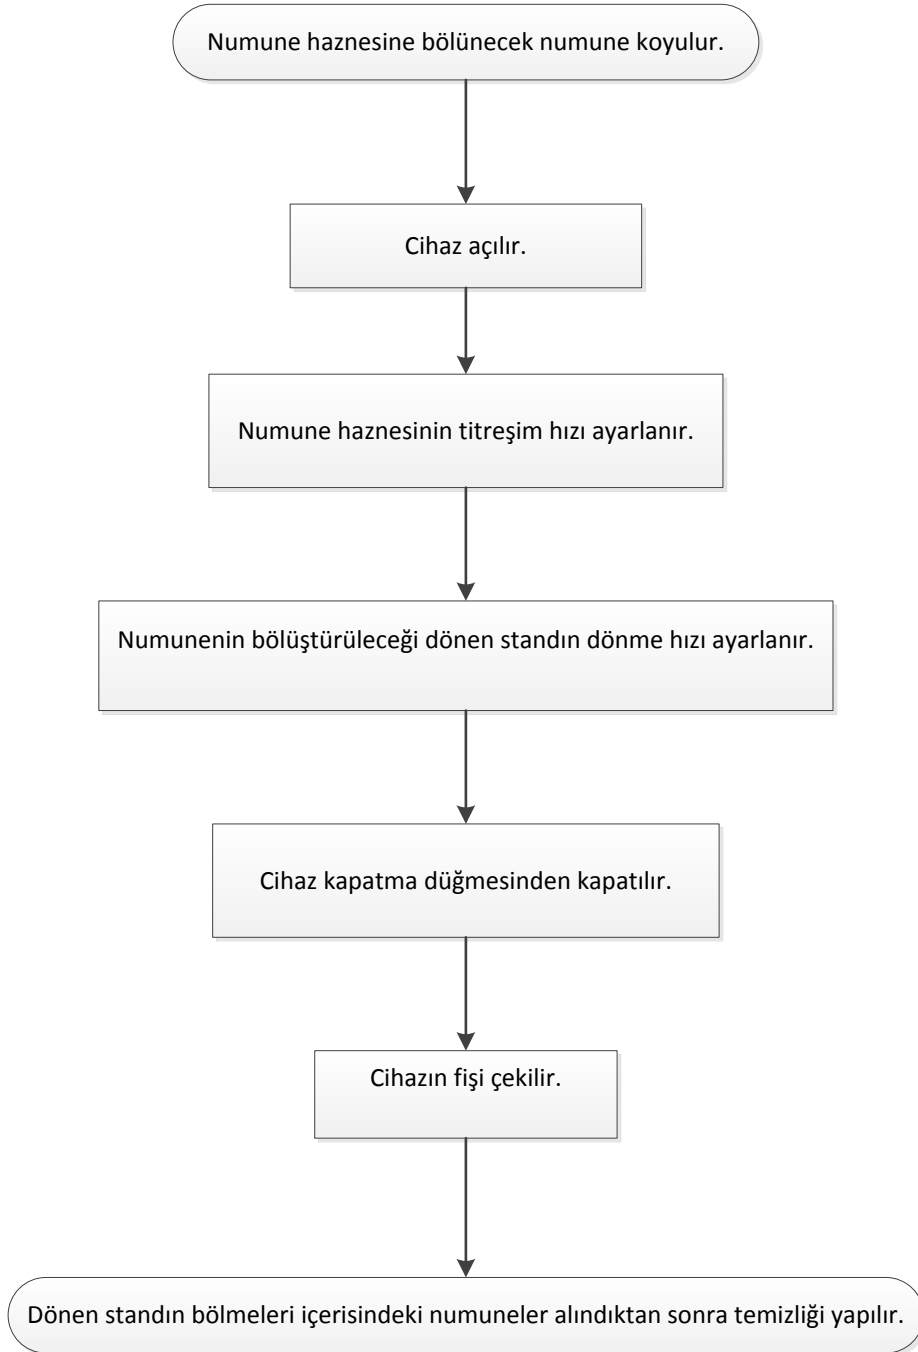 Numune haznesine bölünecek numune koyulur.
Cihaz açılır.
Numune haznesinin titreşim hızı ayarlanır.
Numunenin bölüştürüleceği dönen standın dönme hızı ayarlanır.
Cihaz kapatma düğmesinden kapatılır.
Cihazın fişi çekilir.
Dönen standın bölmeleri içerisindeki numuneler alındıktan sonra temizliği yapılır.